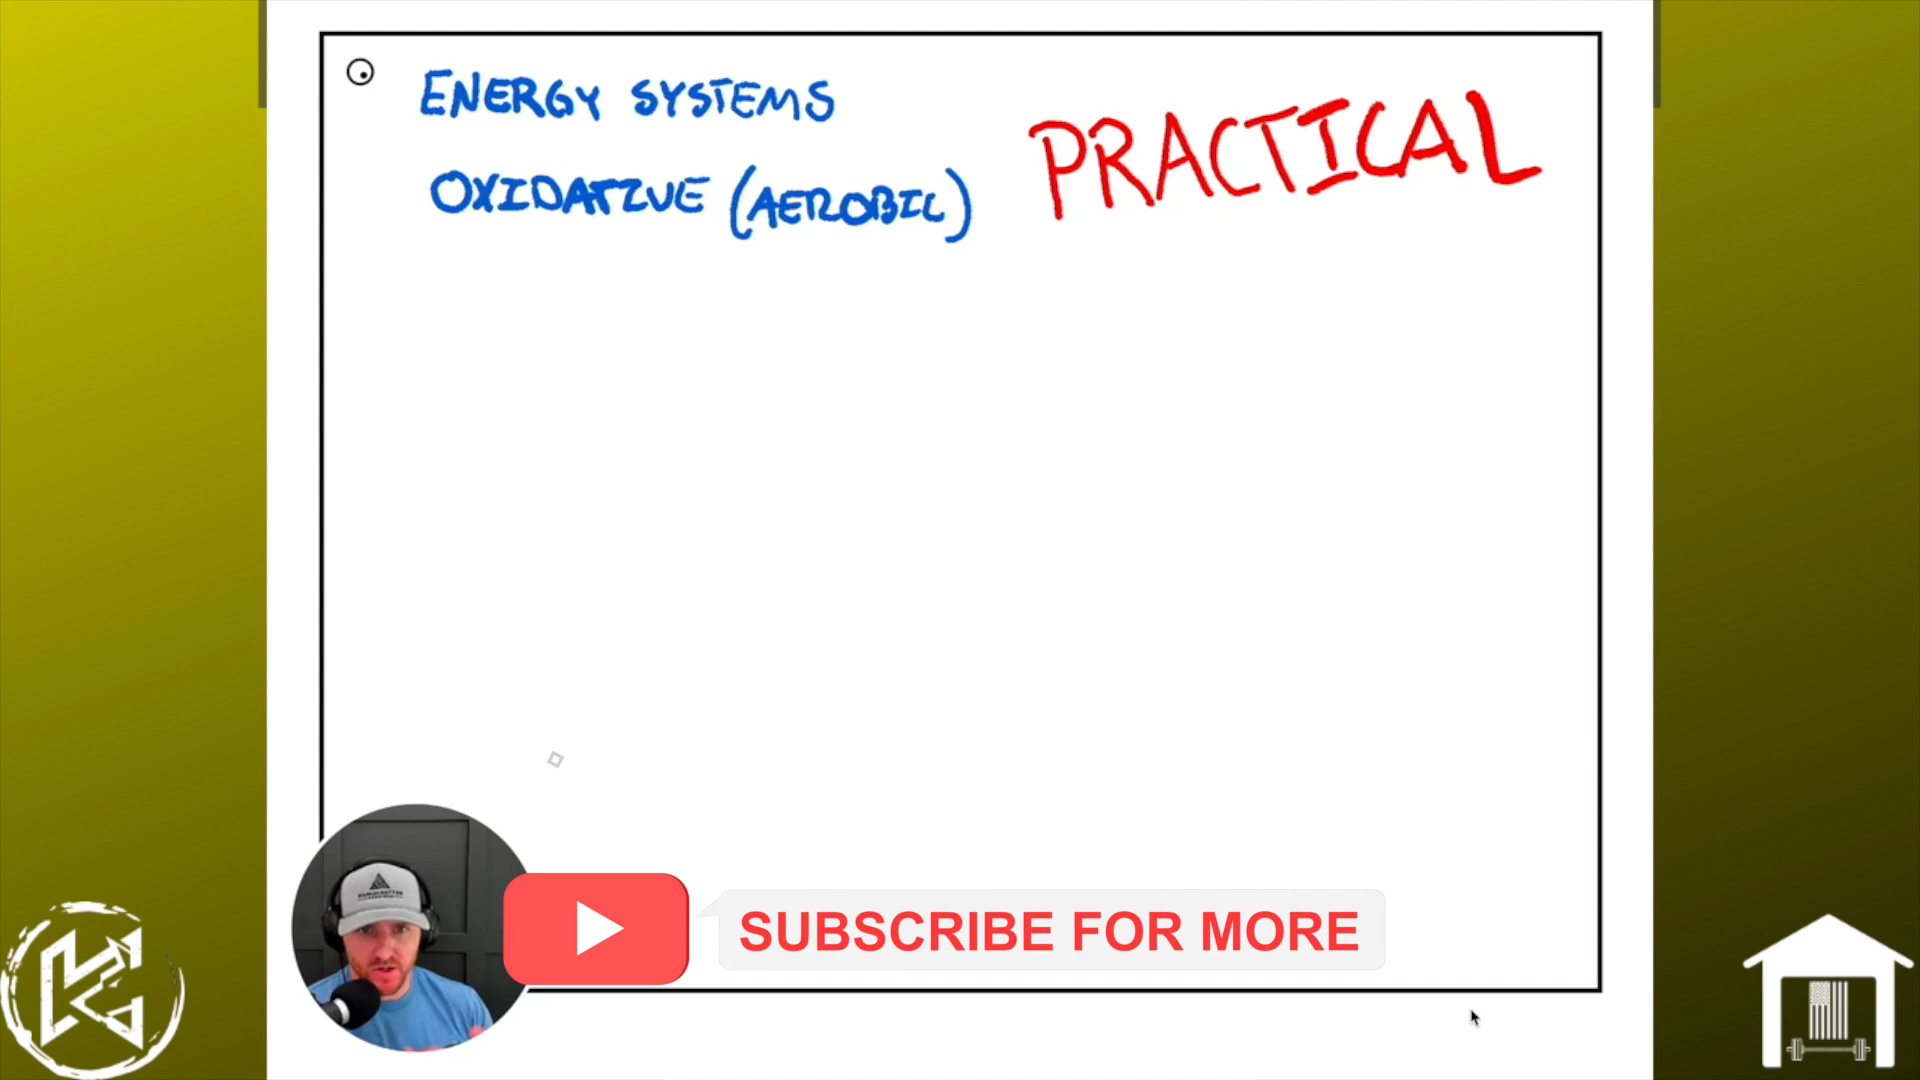 ENERGY SYSTEMS
PRACTICAL
OXIDATIVE (AEROBIC)
SUBSCRIBE FOR MORE